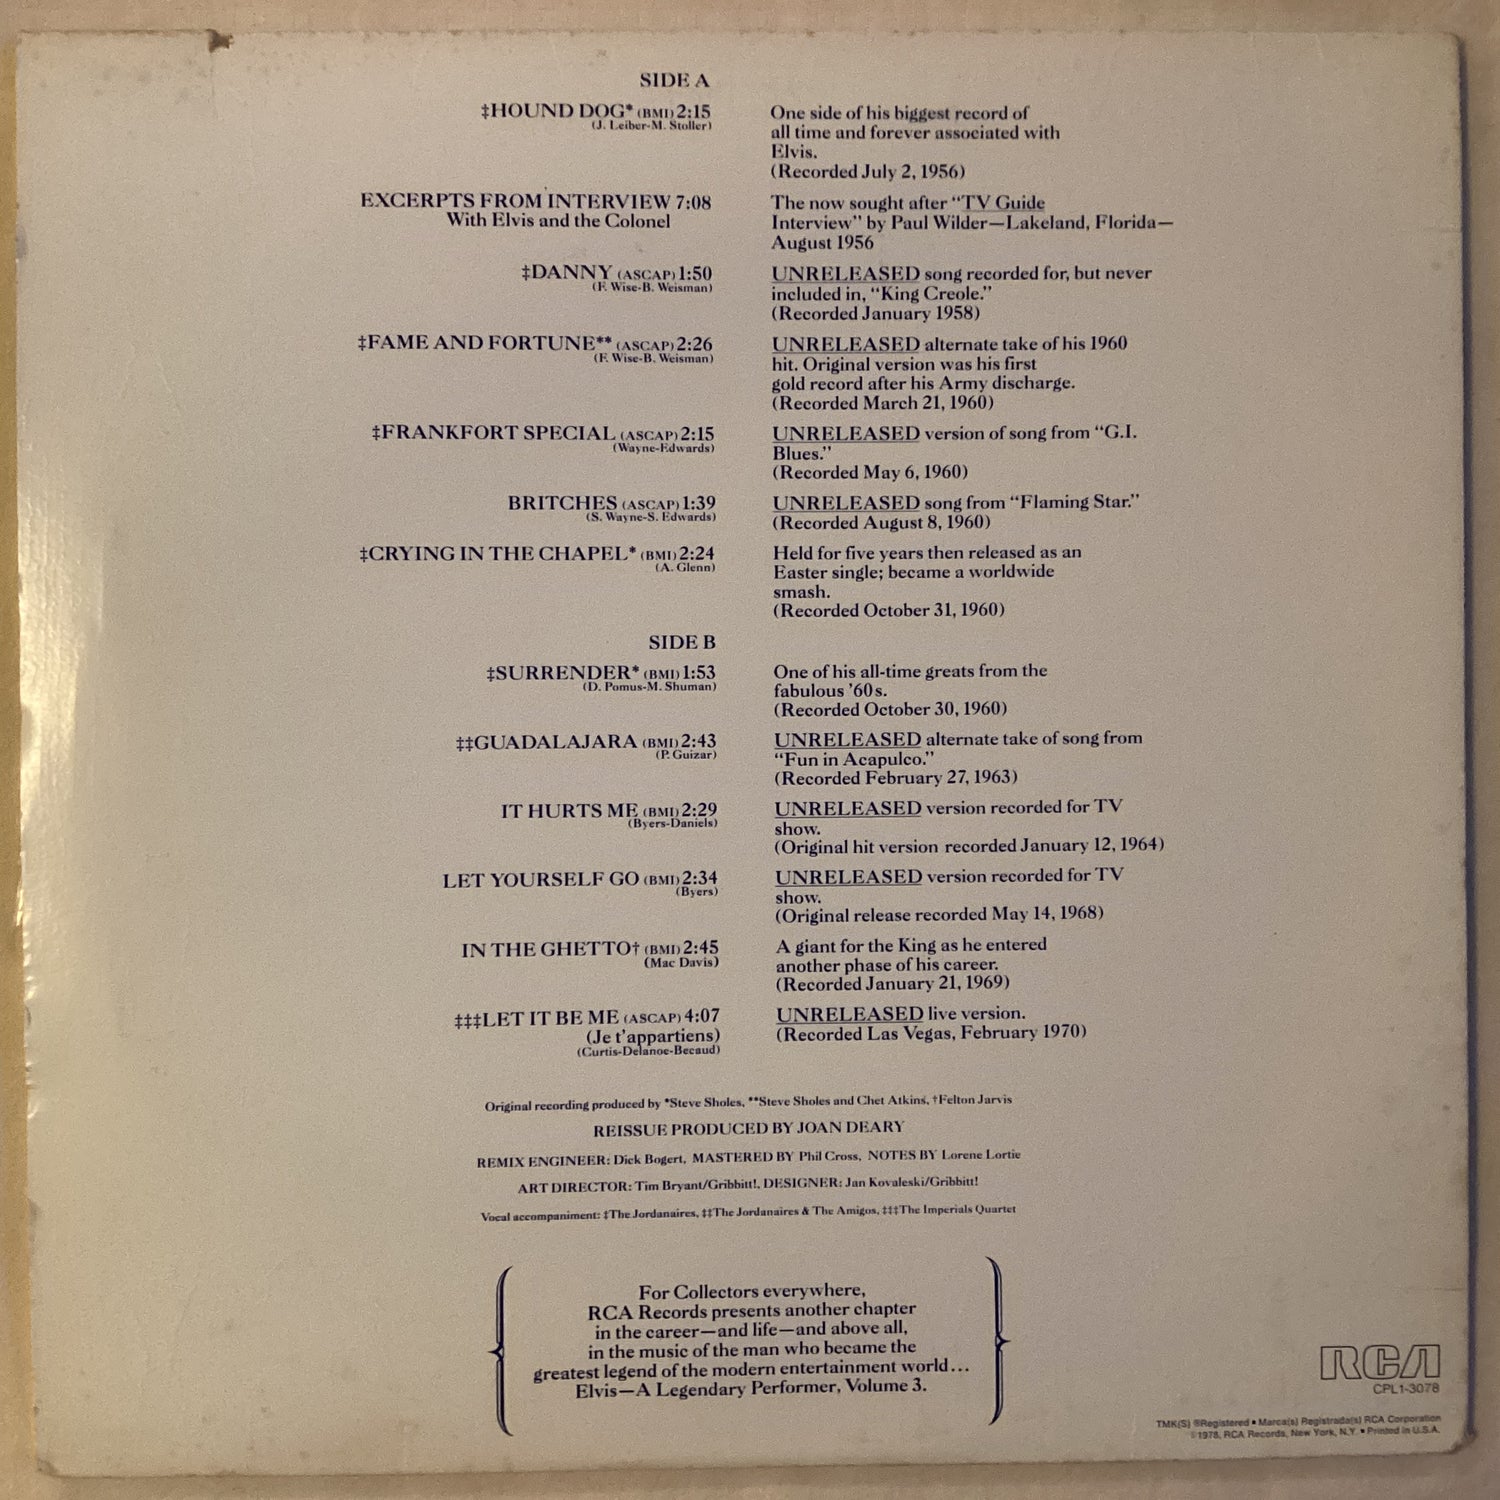 SIDE A
‡HOUND DOG* (BMI) 2:15
(J. Leiber-M. Stoller)
One side of his biggest record of
all time and forever associated with
Elvis.
(Recorded July 2, 1956)
EXCERPTS FROM INTERVIEW 7:08
With Elvis and the Colonel
The now sought after “TV Guide
Interview” by Paul Wilder—Lakeland, Florida—
August 1956
‡DANNY (ASCAP) 1:50
(F. Wise-B. Weisman)
UNRELEASED song recorded for, but never
included in, “King Creole.”
(Recorded January 1958)
‡FAME AND FORTUNE** (ASCAP) 2:26
(F. Wise-B. Weisman)
UNRELEASED alternate take of his 1960
hit. Original version was his first
gold record after his Army discharge.
(Recorded March 21, 1960)
‡FRANKFORT SPECIAL (ASCAP) 2:15
(Wayne-Edwards)
UNRELEASED version of song from “G.I.
Blues.”
(Recorded May 6, 1960)
BRITCHES (ASCAP) 1:39
(S. Wayne-S. Edwards)
UNRELEASED song from “Flaming Star.”
(Recorded August 8, 1960)
‡CRYING IN THE CHAPEL* (BMI) 2:24
(A. Glenn)
Held for five years then released as an
Easter single; became a worldwide
smash.
(Recorded October 31, 1960)
SIDE B
‡SURRENDER* (BMI) 1:53
(D. Pomus-M. Shuman)
One of his all-time greats from the
fabulous ’60s.
(Recorded October 30, 1960)
‡‡GUADALAJARA (BMI) 2:43
(P. Guizar)
UNRELEASED alternate take of song from
“Fun in Acapulco.”
(Recorded February 27, 1963)
IT HURTS ME (BMI) 2:29
(Byers-Daniels)
UNRELEASED version recorded for TV
show.
(Original hit version recorded January 12, 1964)
LET YOURSELF GO (BMI) 2:34
(Byers)
UNRELEASED version recorded for TV
show.
(Original release recorded May 14, 1968)
IN THE GHETTO† (BMI) 2:45
(Mac Davis)
A giant for the King as he entered
another phase of his career.
(Recorded January 21, 1969)
‡‡‡LET IT BE ME (ASCAP) 4:07
(Je t’appartiens)
(Curtis-Delanoe-Becaud)
UNRELEASED live version.
(Recorded Las Vegas, February 1970)
Original recording produced by *Steve Sholes, **Steve Sholes and Chet Atkins, †Felton Jarvis
REISSUE PRODUCED BY JOAN DEARY
REMIX ENGINEER: Dick Bogert, MASTERED BY Phil Cross, NOTES BY Lorene Lortie
ART DIRECTOR: Tim Bryant/Gribbitt!, DESIGNER: Jan Kovaleski/Gribbitt!
Vocal accompaniment: ‡The Jordanaires, ‡‡The Jordanaires & The Amigos, ‡‡‡The Imperials Quartet
For Collectors everywhere,
RCA Records presents another chapter
in the career—and life—and above all,
in the music of the man who became the
greatest legend of the modern entertainment world...
Elvis—A Legendary Performer, Volume 3.
RCA
CPL1-3078
TMK(S) ®Registered • Marca(s) Registrada(s) RCA Corporation
©1978, RCA Records, New York, N.Y. • Printed in U.S.A.